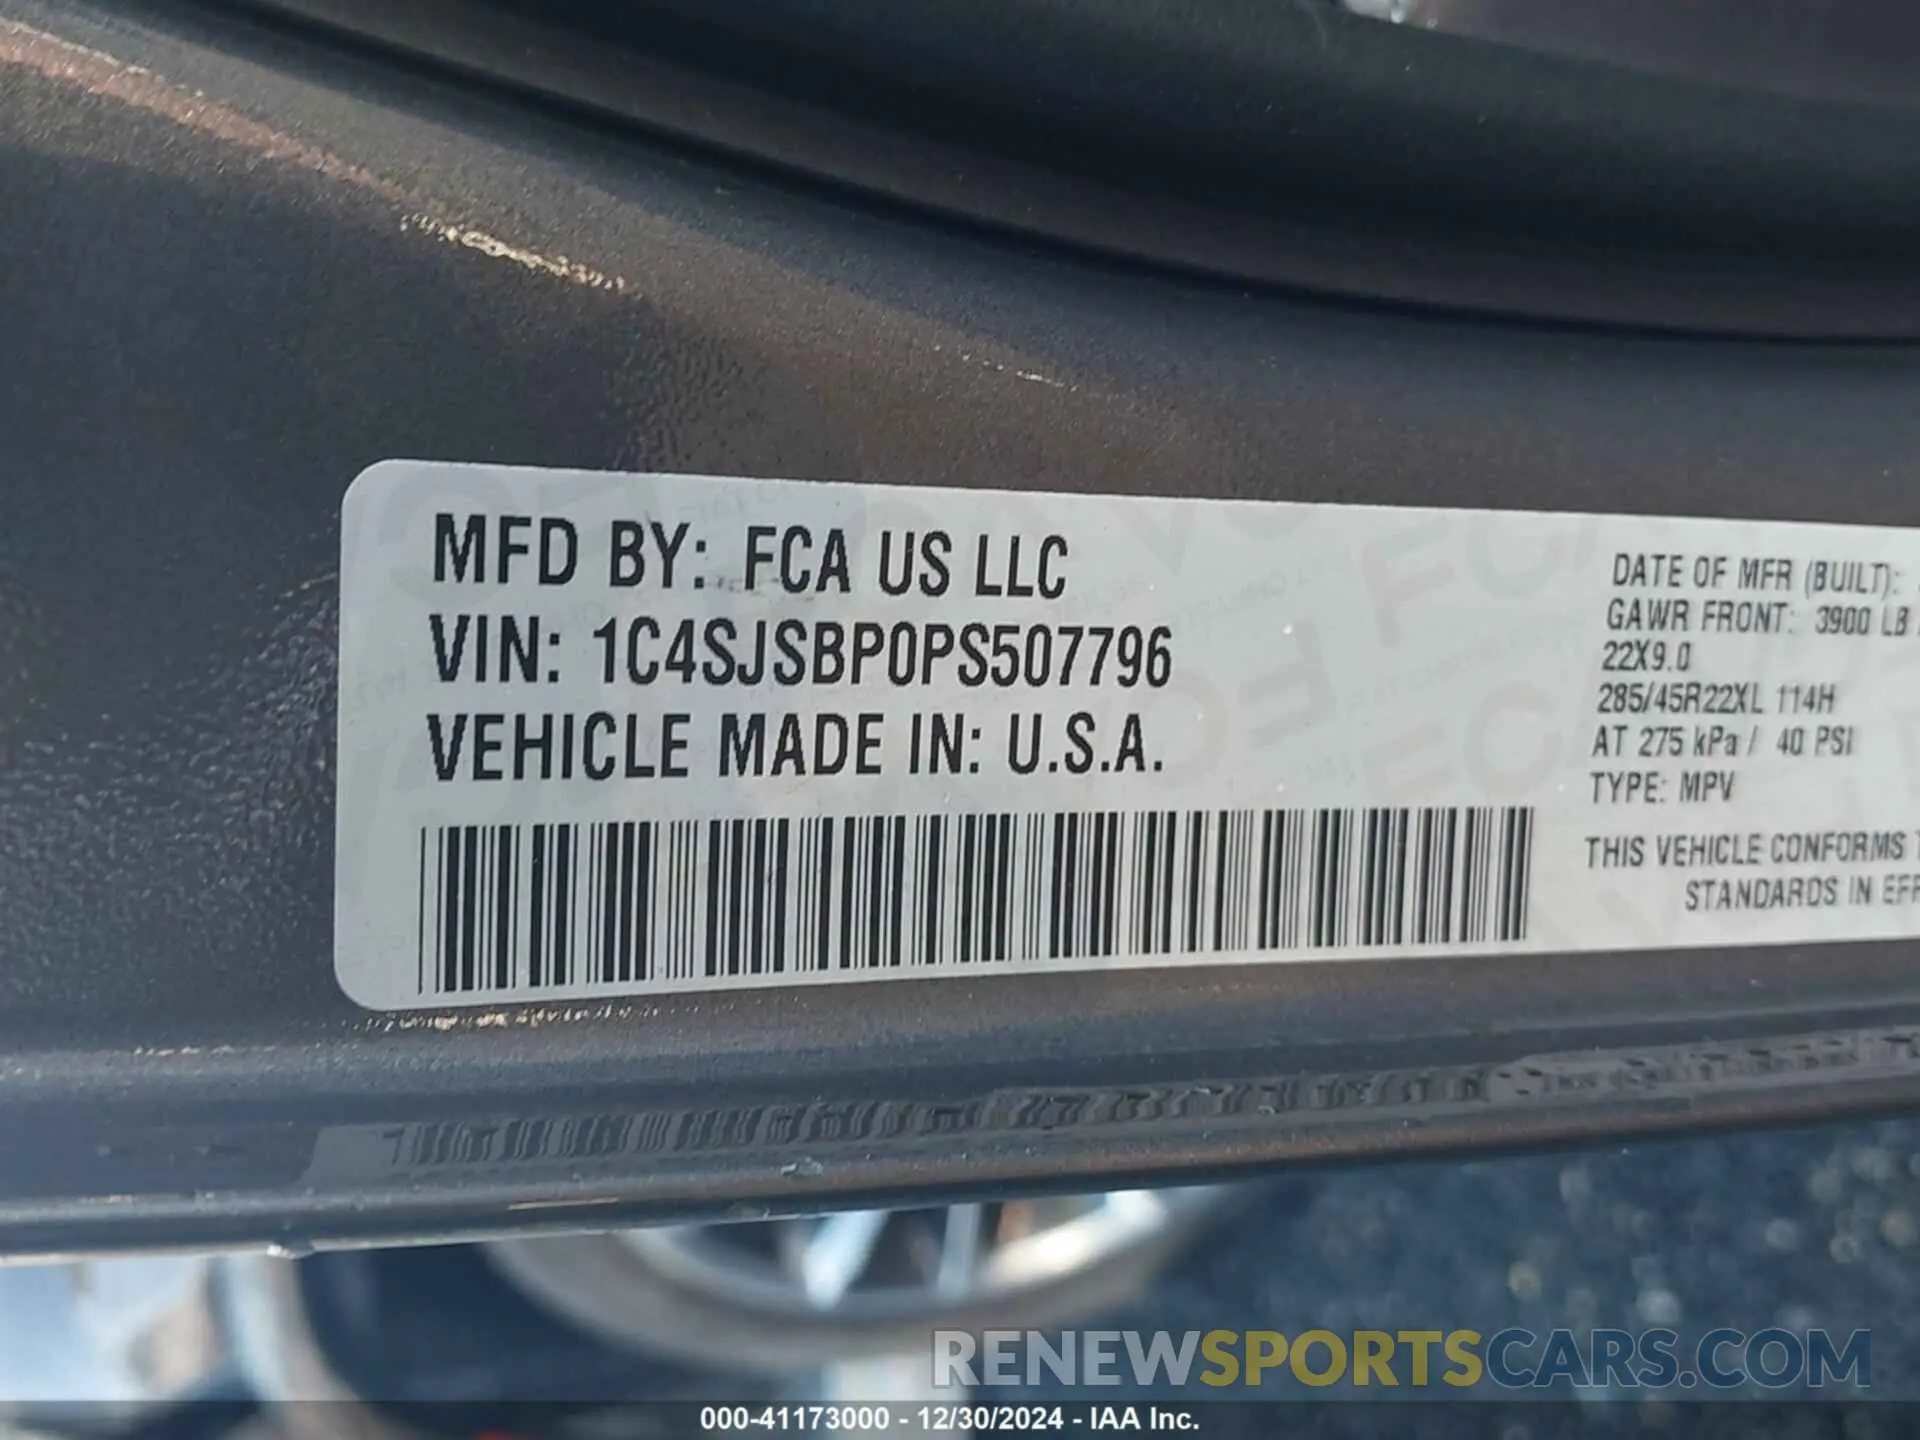 MFD BY: FCA US LLC
VIN: 1C4SJSBP0PS507796
VEHICLE MADE IN: U.S.A.
DATE OF MFR (BUILT):
GAWR FRONT: 3900 LB
22X9.0
285/45R22XL 114H
AT 275 kPa / 40 PSI
TYPE: MPV
THIS VEHICLE CONFORMS
STANDARDS IN
RENEWSPORTSCARS.COM
000-41173000 - 12/30/2024 - IAA Inc.